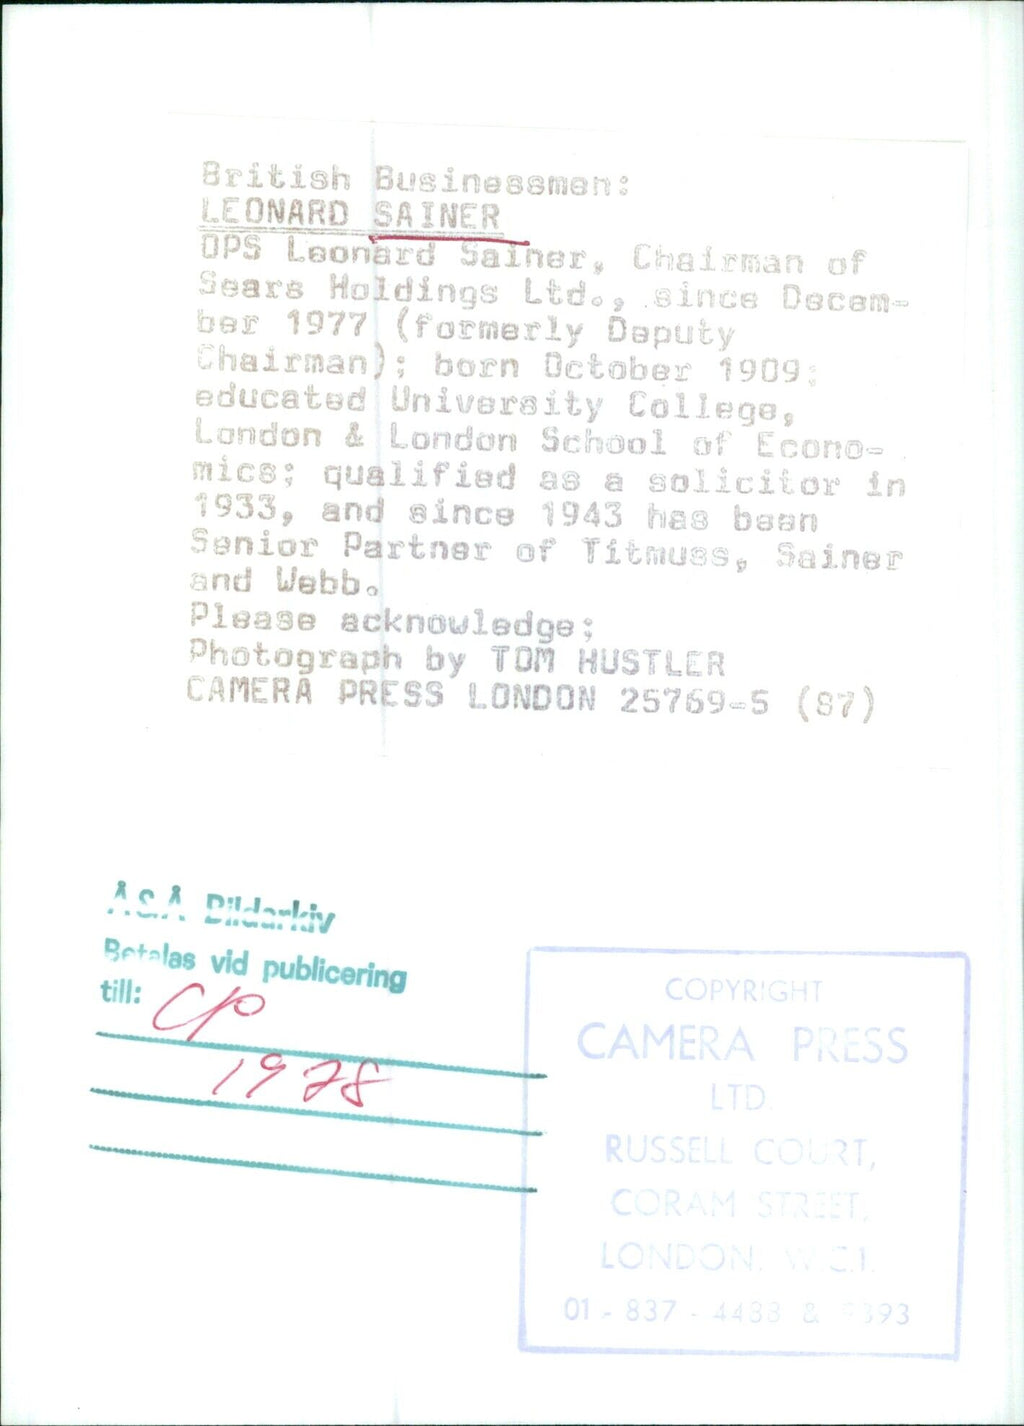 British Businessmen:
LEONARD SAINER
OPS Leonard Sainer, Chairman of
Sears Holdings Ltd., since Decem-
ber 1977 (formerly Deputy
Chairman); born October 1909;
educated University College,
London & London School of Econo-
mics; qualified as a solicitor in
1933, and since 1943 has been
Senior Partner of Titmuss, Sainer
and Webb.
Please acknowledge;
Photograph by TOM HUSTLER
CAMERA PRESS LONDON 25769-5 (S7)
Å&Å Bildarkiv
Betalas vid publicering
till: CP
1978
COPYRIGHT
CAMERA PRESS
LTD.
RUSSELL COURT,
CORAM STREET,
LONDON, W.C.1.
01 - 837 - 4488 & 9393